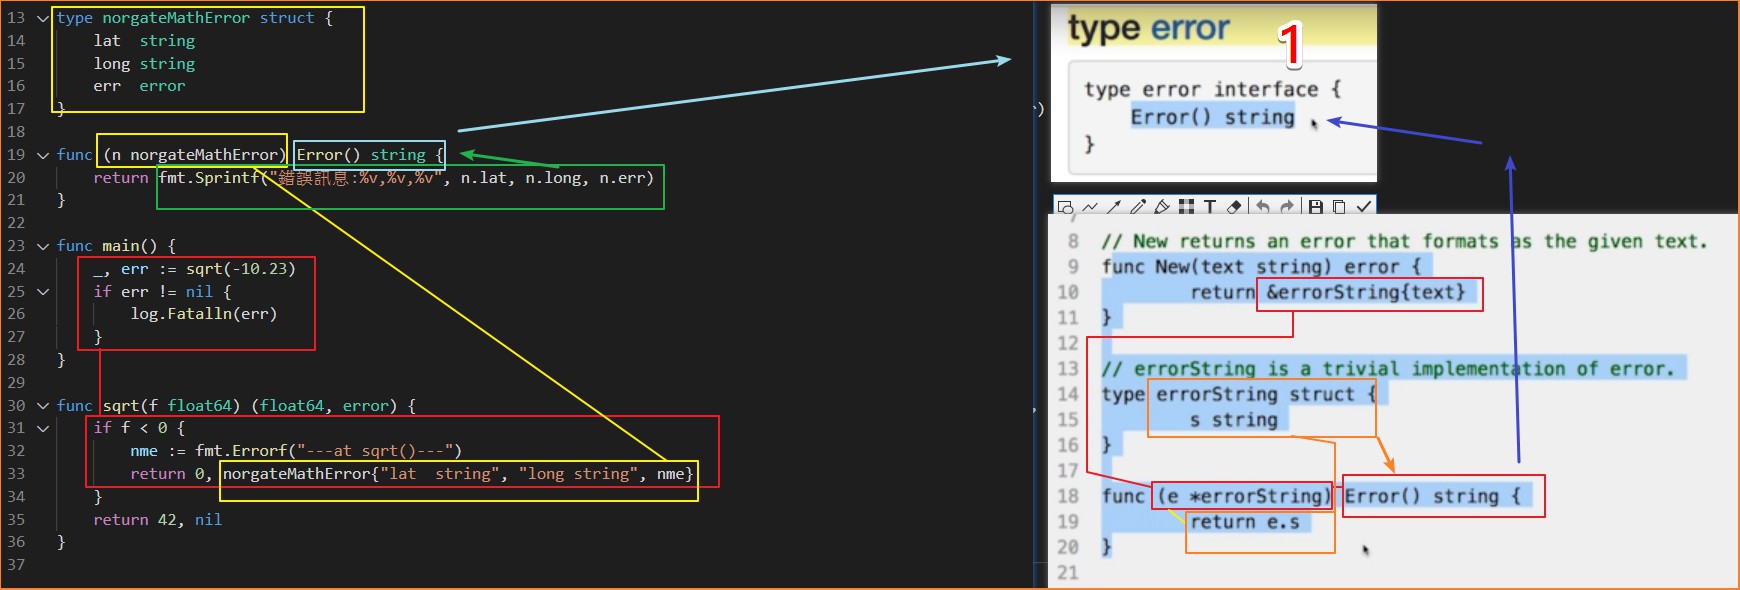 13 type norgateMathError struct {
14     lat  string
15     long string
16     err  error
17 }
18
19 func (n norgateMathError) Error() string {
20     return fmt.Sprintf("錯誤訊息:%v,%v,%v", n.lat, n.long, n.err)
21 }
22
23 func main() {
24     _, err := sqrt(-10.23)
25     if err != nil {
26         log.Fatalln(err)
27     }
28 }
29
30 func sqrt(f float64) (float64, error) {
31     if f < 0 {
32         nme := fmt.Errorf("---at sqrt()---")
33         return 0, norgateMathError{"lat  string", "long string", nme}
34     }
35     return 42, nil
36 }
37
)
type error
1
type error interface {
    Error() string
}
T
8 // New returns an error that formats as the given text.
9 func New(text string) error {
10         return &errorString{text}
11 }
12
13 // errorString is a trivial implementation of error.
14 type errorString struct {
15         s string
16 }
17
18 func (e *errorString) Error() string {
19         return e.s
20 }
21